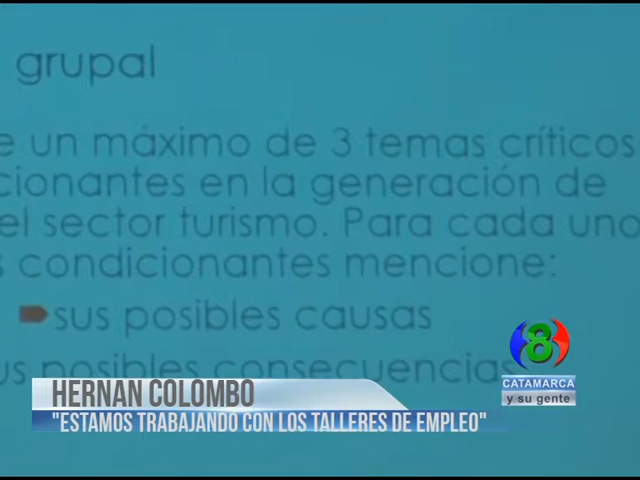 grupal
e un máximo de 3 temas críticos
cionantes en la generación de
el sector turismo. Para cada uno
s condicionantes mencione:
sus posibles causas
us posibles consecuencias
8
CATAMARCA
y su gente
HERNAN COLOMBO
"ESTAMOS TRABAJANDO CON LOS TALLERES DE EMPLEO"